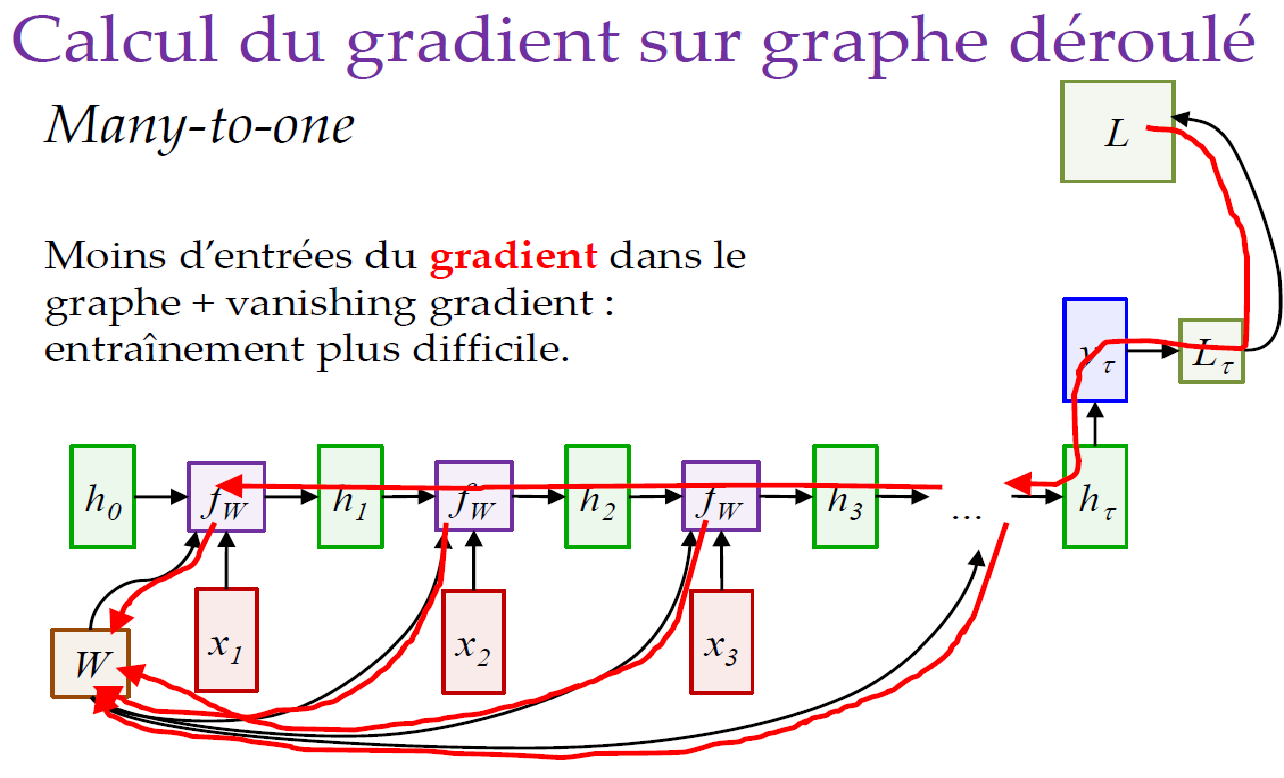 Calcul du gradient sur graphe déroulé
Many-to-one
L
Moins d’entrées du gradient dans le
graphe + vanishing gradient :
entraînement plus difficile.
yτ Lτ
h0 fW h1 fW h2 fW h3 ... hτ
W x1 x2 x3